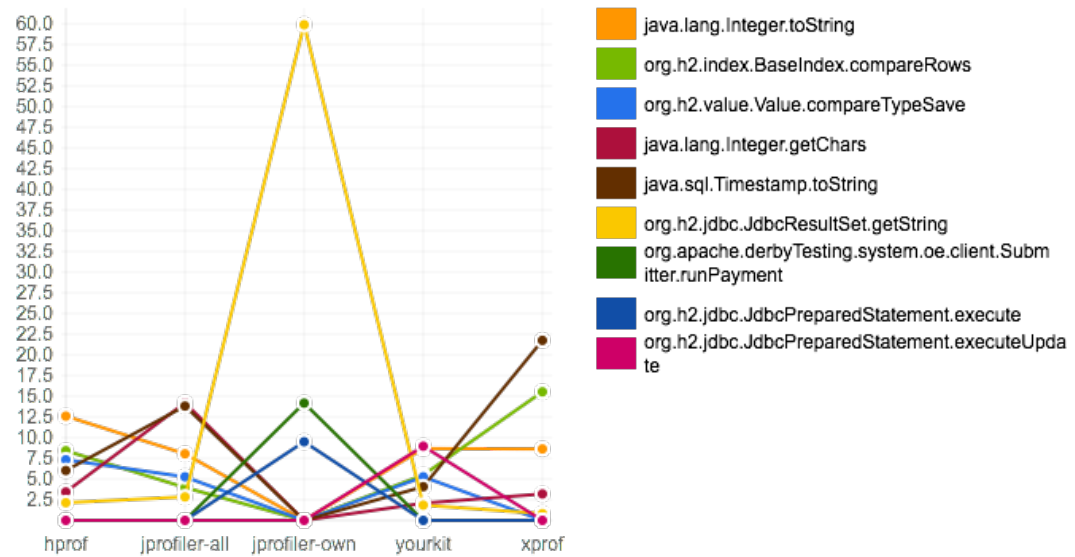 60.0
57.5
55.0
52.5
50.0
47.5
45.0
42.5
40.0
37.5
35.0
32.5
30.0
27.5
25.0
22.5
20.0
17.5
15.0
12.5
10.0
7.5
5.0
2.5
hprof
jprofiler-all
jprofiler-own
yourkit
xprof
java.lang.Integer.toString
org.h2.index.BaseIndex.compareRows
org.h2.value.Value.compareTypeSave
java.lang.Integer.getChars
java.sql.Timestamp.toString
org.h2.jdbc.JdbcResultSet.getString
org.apache.derbyTesting.system.oe.client.Subm
itter.runPayment
org.h2.jdbc.JdbcPreparedStatement.execute
org.h2.jdbc.JdbcPreparedStatement.executeUpda
te